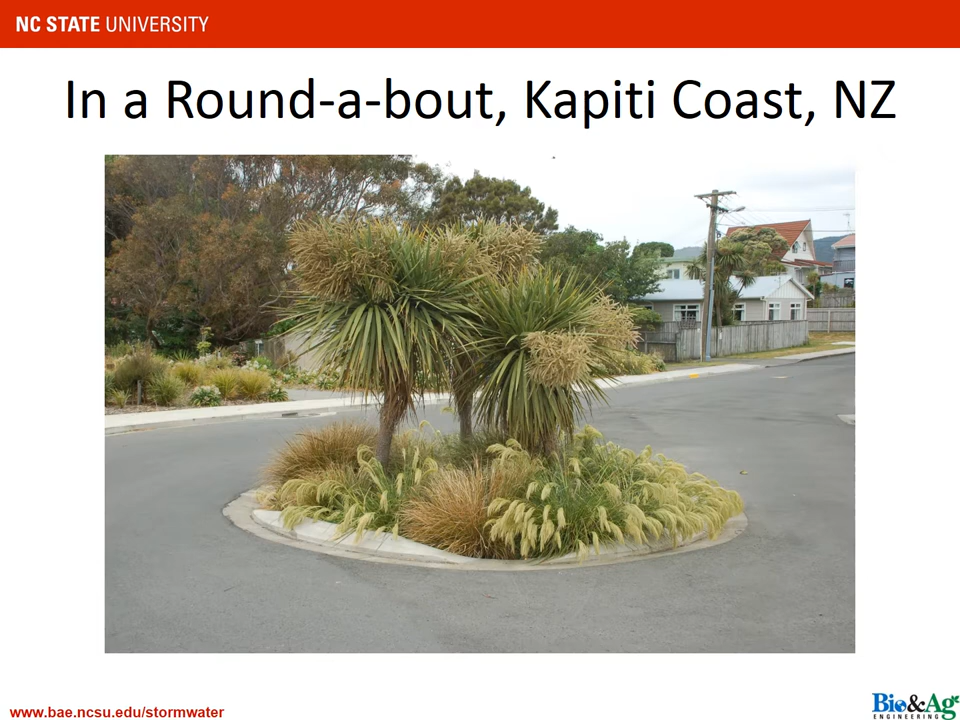 NC STATE UNIVERSITY
In a Round-a-bout, Kapiti Coast, NZ
www.bae.ncsu.edu/stormwater
Bio&Ag
ENGINEERING